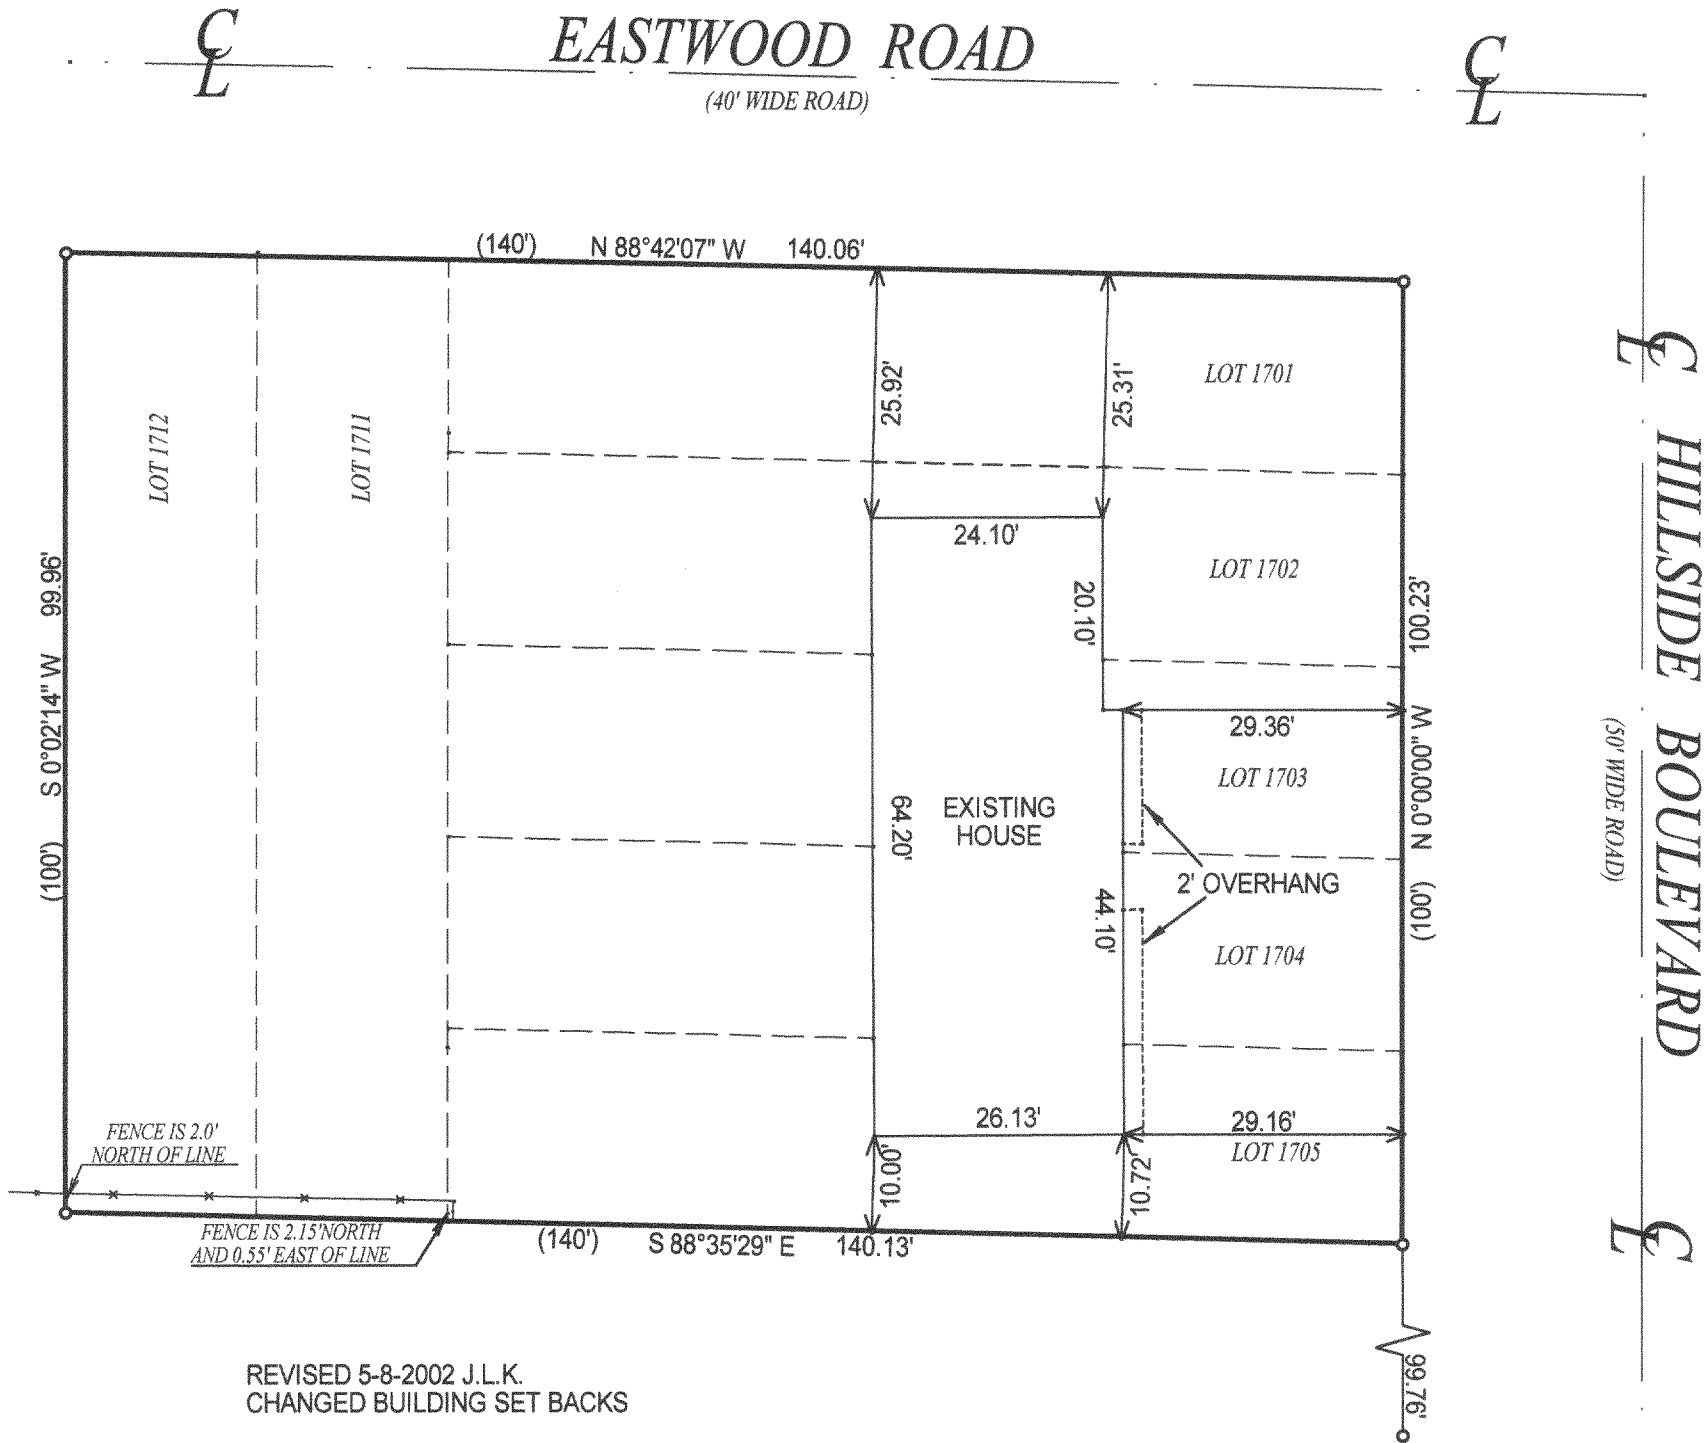 EASTWOOD ROAD
(40' WIDE ROAD)
CL
CL
(140') N 88°42'07" W 140.06'
CL
HILLSIDE BOULEVARD
(50' WIDE ROAD)
CL
LOT 1712
LOT 1711
25.92'
25.31'
LOT 1701
24.10'
20.10'
LOT 1702
(100') S 0°02'14" W 99.96'
100.23'
N 0°00'00" W
(100')
29.36'
LOT 1703
64.20'
EXISTING
HOUSE
2' OVERHANG
44.10'
LOT 1704
26.13'
29.16'
LOT 1705
10.00'
10.72'
FENCE IS 2.0'
NORTH OF LINE
FENCE IS 2.15'NORTH
AND 0.55' EAST OF LINE
(140') S 88°35'29" E 140.13'
99.76'
REVISED 5-8-2002 J.L.K.
CHANGED BUILDING SET BACKS